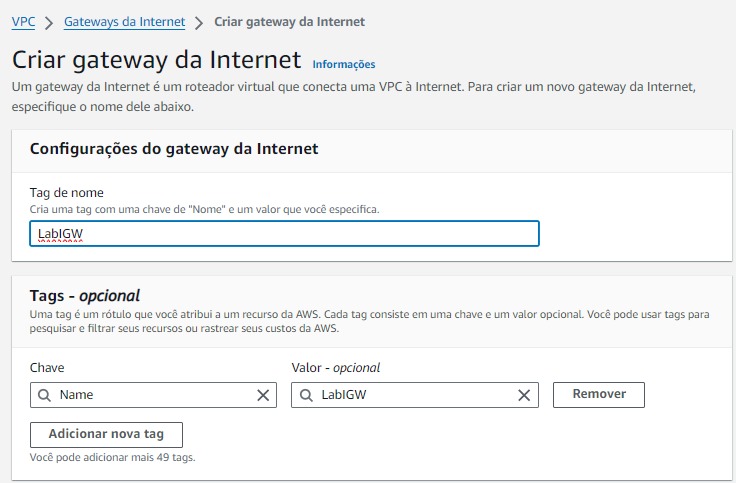 VPC > Gateways da Internet > Criar gateway da Internet
Criar gateway da Internet Informações
Um gateway da Internet é um roteador virtual que conecta uma VPC à Internet. Para criar um novo gateway da Internet,
especifique o nome dele abaixo.
Configurações do gateway da Internet
Tag de nome
Cria uma tag com uma chave de "Nome" e um valor que você especifica.
LabIGW
Tags - opcional
Uma tag é um rótulo que você atribui a um recurso da AWS. Cada tag consiste em uma chave e um valor opcional. Você pode usar tags para
pesquisar e filtrar seus recursos ou rastrear seus custos da AWS.
Chave Valor - opcional
Name LabIGW Remover
Adicionar nova tag
Você pode adicionar mais 49 tags.